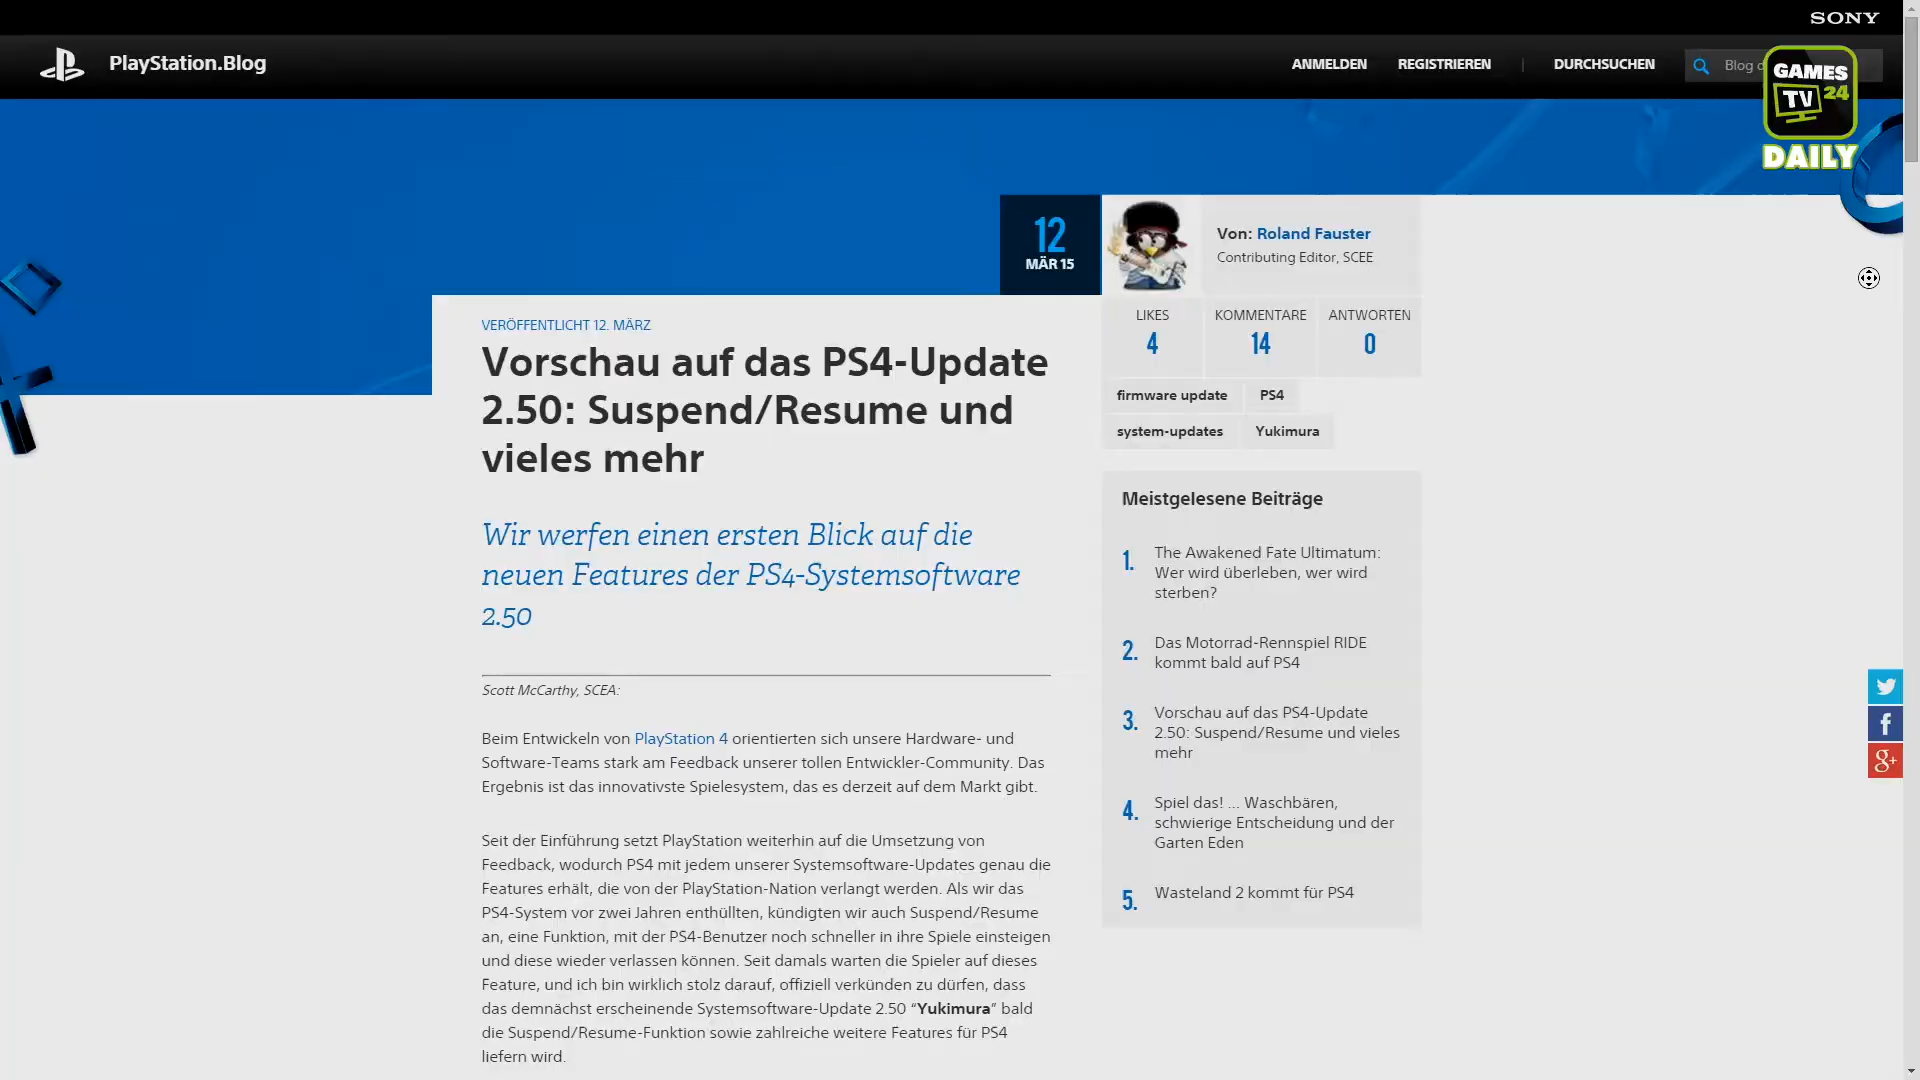 SONY
PlayStation.Blog
ANMELDEN
REGISTRIEREN
|
DURCHSUCHEN
Blog
GAMES
TV 24
DAILY
12
MÄR 15
Von: Roland Fauster
Contributing Editor, SCEE
LIKES
4
KOMMENTARE
14
ANTWORTEN
0
firmware update
PS4
system-updates
Yukimura
VERÖFFENTLICHT 12. MÄRZ
Vorschau auf das PS4-Update
2.50: Suspend/Resume und
vieles mehr
Wir werfen einen ersten Blick auf die
neuen Features der PS4-Systemsoftware
2.50
Scott McCarthy, SCEA:
Beim Entwickeln von PlayStation 4 orientierten sich unsere Hardware- und
Software-Teams stark am Feedback unserer tollen Entwickler-Community. Das
Ergebnis ist das innovativste Spielesystem, das es derzeit auf dem Markt gibt.
Seit der Einführung setzt PlayStation weiterhin auf die Umsetzung von
Feedback, wodurch PS4 mit jedem unserer Systemsoftware-Updates genau die
Features erhält, die von der PlayStation-Nation verlangt werden. Als wir das
PS4-System vor zwei Jahren enthüllten, kündigten wir auch Suspend/Resume
an, eine Funktion, mit der PS4-Benutzer noch schneller in ihre Spiele einsteigen
und diese wieder verlassen können. Seit damals warten die Spieler auf dieses
Feature, und ich bin wirklich stolz darauf, offiziell verkünden zu dürfen, dass
das demnächst erscheinende Systemsoftware-Update 2.50 “Yukimura” bald
die Suspend/Resume-Funktion sowie zahlreiche weitere Features für PS4
liefern wird.
Meistgelesene Beiträge
1.
The Awakened Fate Ultimatum:
Wer wird überleben, wer wird
sterben?
2.
Das Motorrad-Rennspiel RIDE
kommt bald auf PS4
3.
Vorschau auf das PS4-Update
2.50: Suspend/Resume und vieles
mehr
4.
Spiel das! ... Waschbären,
schwierige Entscheidung und der
Garten Eden
5.
Wasteland 2 kommt für PS4
f
g+